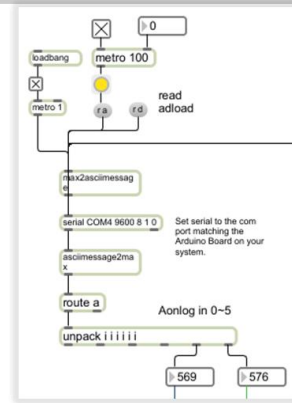 0
loadbang
metro 100
metro 1
r a
r d
read
adload
max2asciimessag
e
serial COM4 9600 8 1 0
Set serial to the com
port matching the
Arduino Board on your
system.
asciimessage2ma
x
route a
Aonlog in 0~5
unpack i i i i i i
569
576